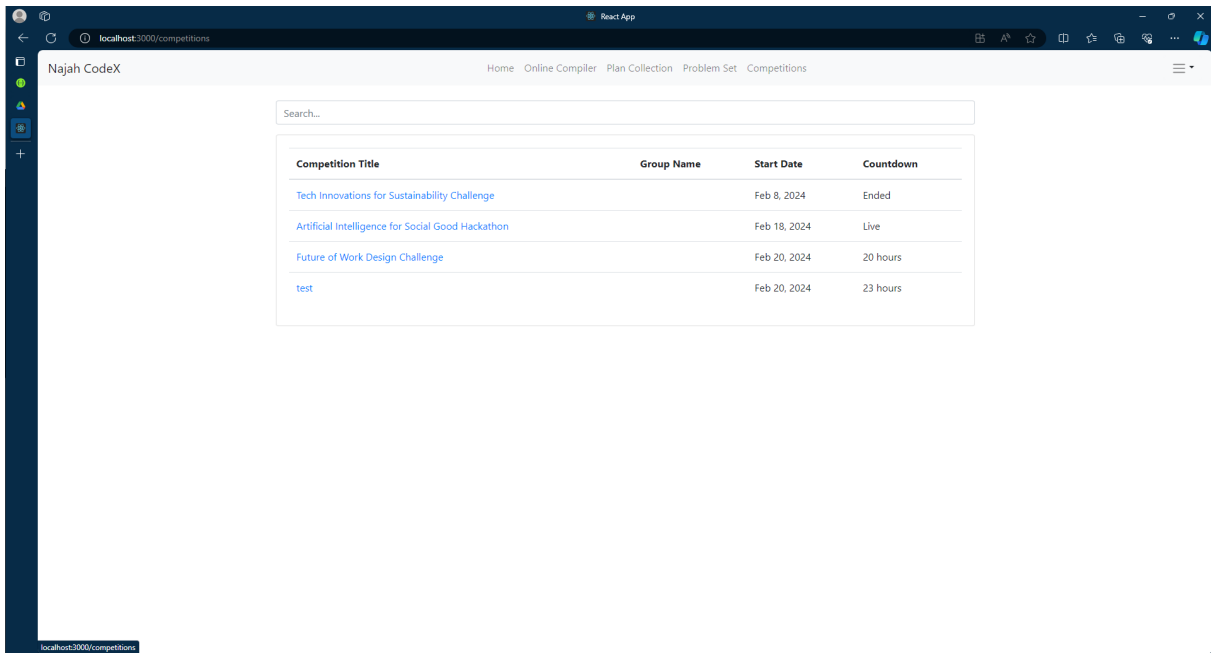 React App
localhost:3000/competitions
Najah CodeX
Home Online Compiler Plan Collection Problem Set Competitions
Search...
Competition Title Group Name Start Date Countdown
Tech Innovations for Sustainability Challenge Feb 8, 2024 Ended
Artificial Intelligence for Social Good Hackathon Feb 18, 2024 Live
Future of Work Design Challenge Feb 20, 2024 20 hours
test Feb 20, 2024 23 hours
localhost:3000/competitions